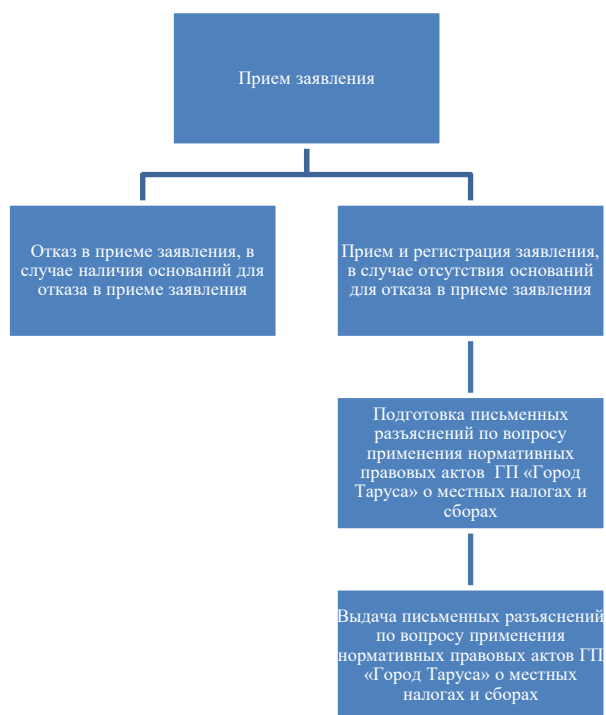 Прием заявления
Отказ в приеме заявления, в
случае наличия оснований для
отказа в приеме заявления
Прием и регистрация заявления,
в случае отсутствия оснований
для отказа в приеме заявления
Подготовка письменных
разъяснений по вопросу
применения нормативных
правовых актов ГП «Город
Таруса» о местных налогах и
сборах
Выдача письменных разъяснений
по вопросу применения
нормативных правовых актов ГП
«Город Таруса» о местных
налогах и сборах